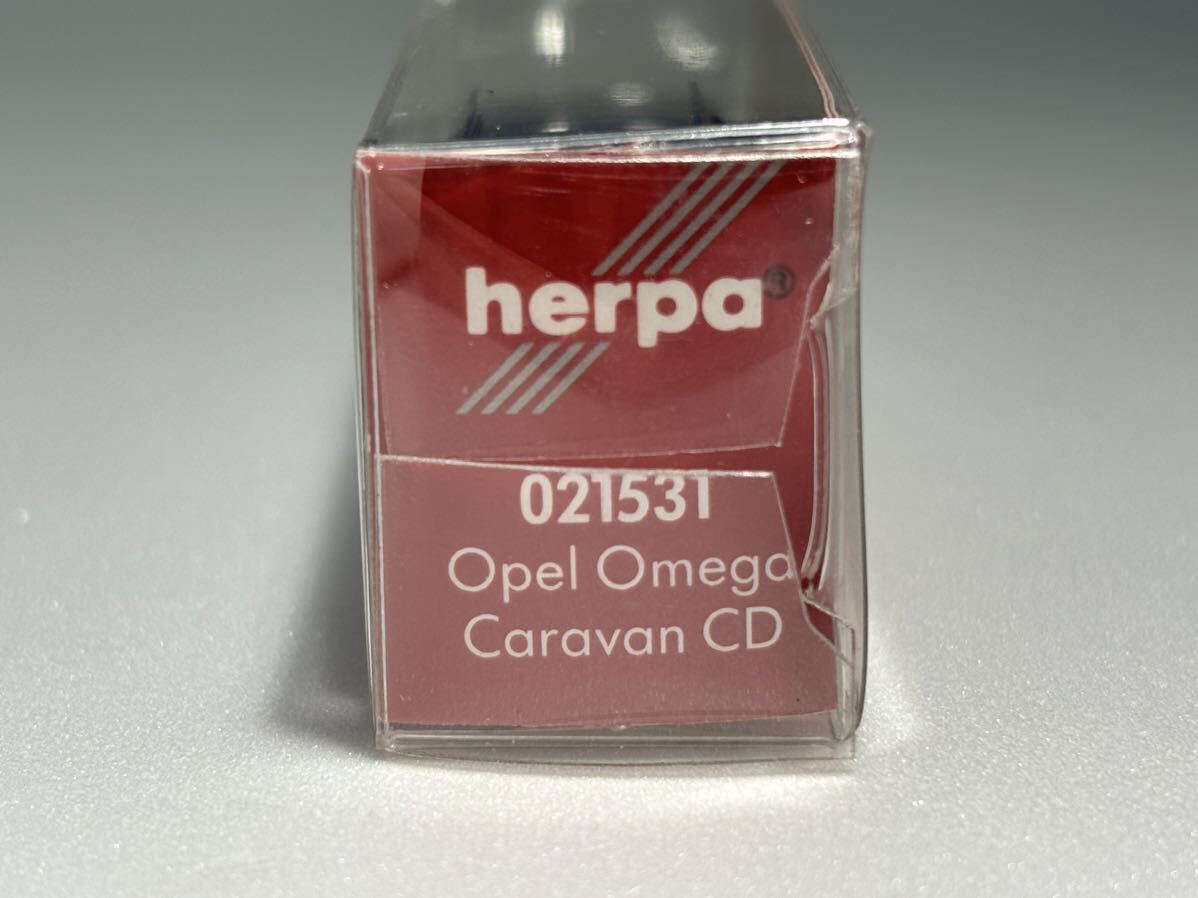 herpa®
021531
Opel Omega
Caravan CD